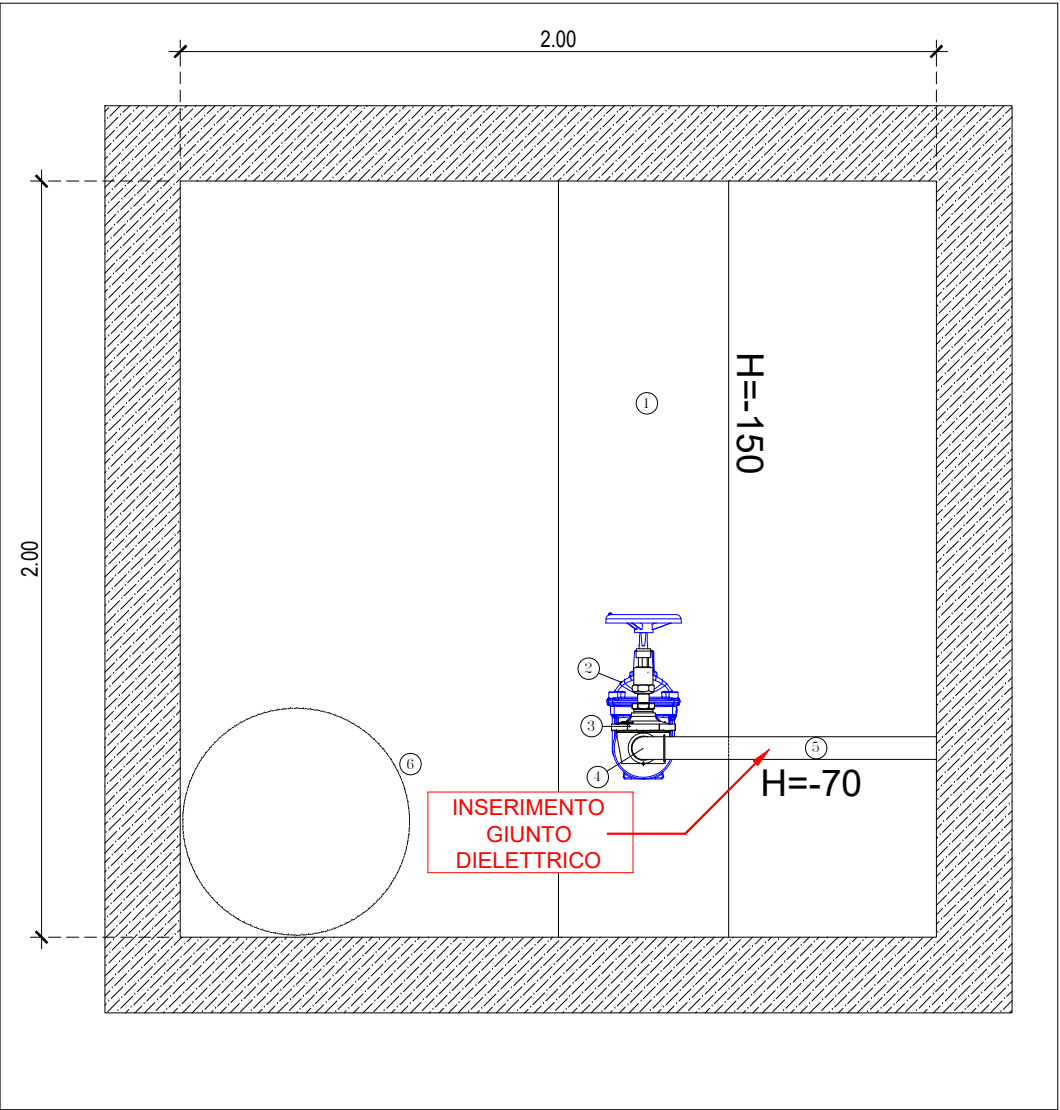 2.00
2.00
H=-150
1
2
3
4
5
6
H=-70
INSERIMENTO
GIUNTO
DIELETTRICO